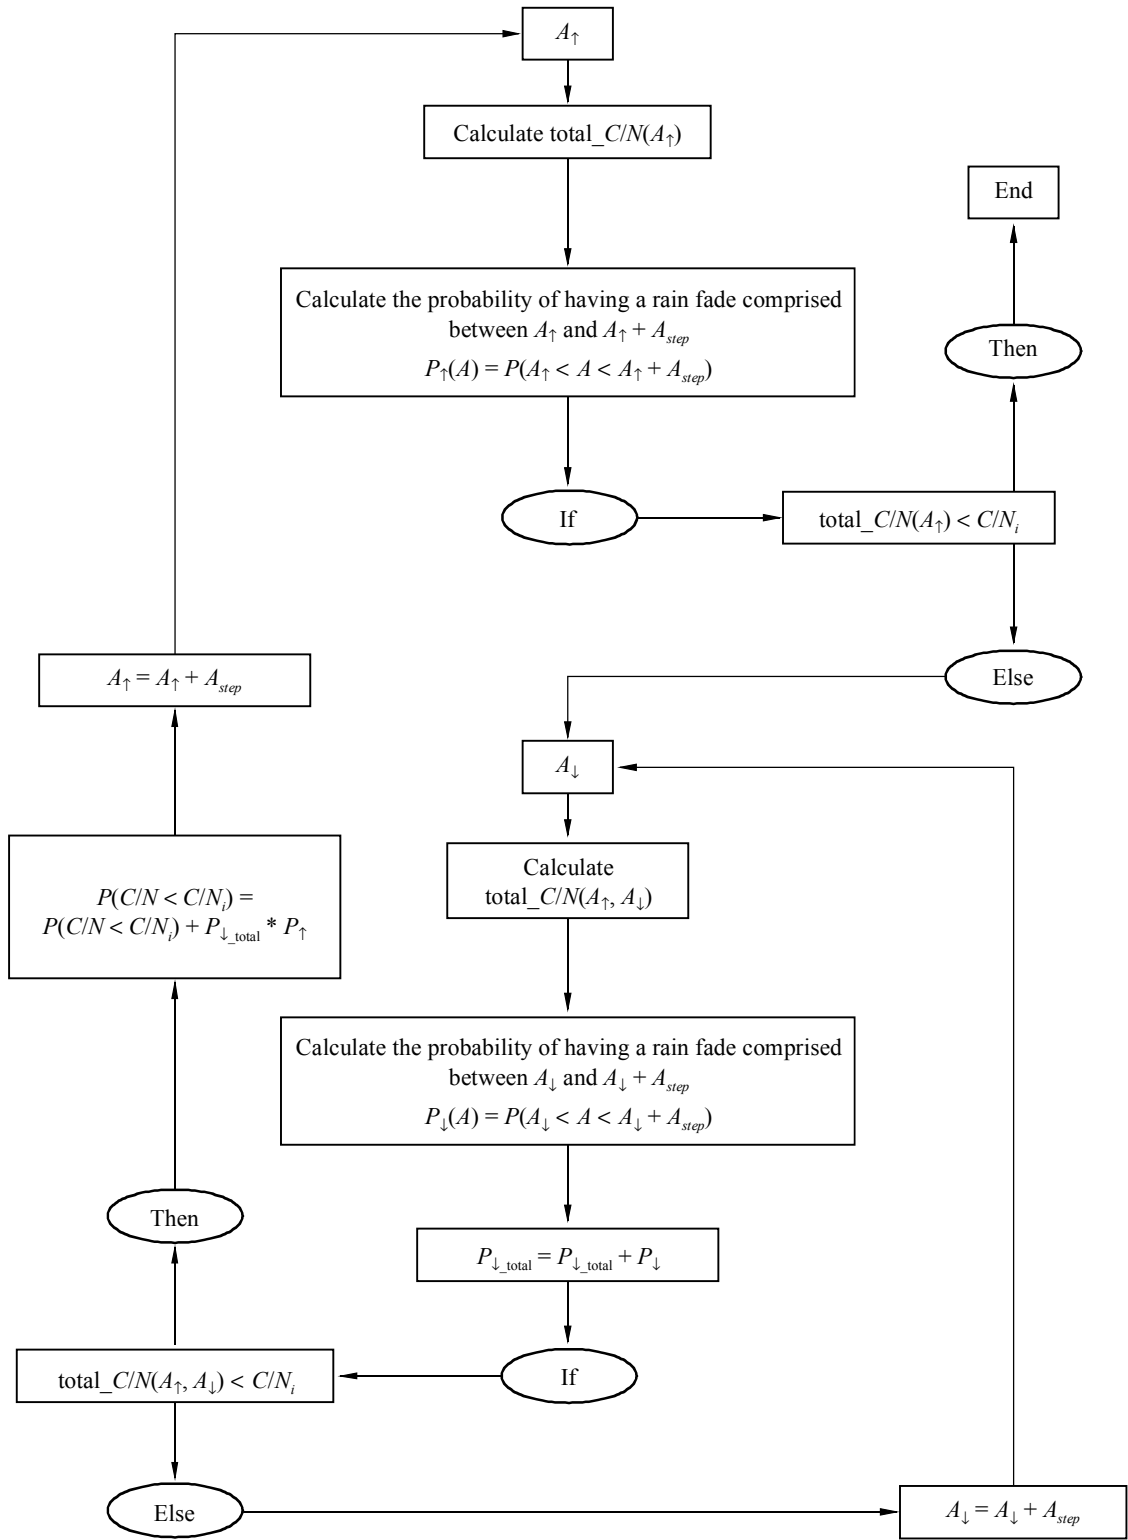 A↑
Calculate total_C/N(A↑)
End
Calculate the probability of having a rain fade comprised
between A↑ and A↑ + Astep
P↑(A) = P(A↑ < A < A↑ + Astep)
Then
If
total_C/N(A↑) < C/Ni
Else
A↑ = A↑ + Astep
A↓
Calculate
total_C/N(A↑, A↓)
P(C/N < C/Ni) =
P(C/N < C/Ni) + P↓_total * P↑
Calculate the probability of having a rain fade comprised
between A↓ and A↓ + Astep
P↓(A) = P(A↓ < A < A↓ + Astep)
Then
P↓_total = P↓_total + P↓
If
total_C/N(A↑, A↓) < C/Ni
Else
A↓ = A↓ + Astep